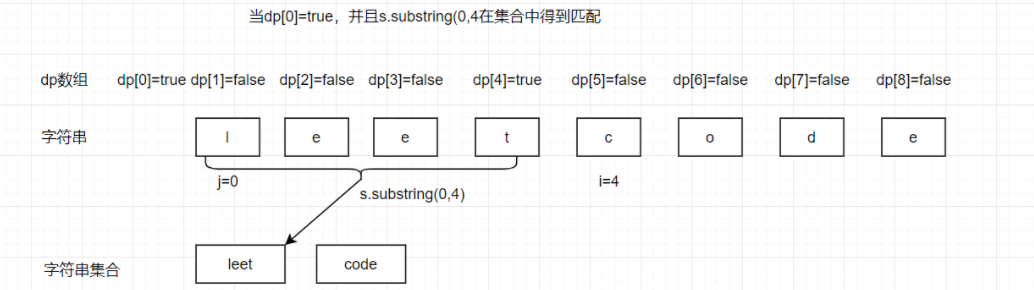 当dp[0]=true，并且s.substring(0,4在集合中得到匹配
dp数组 dp[0]=true dp[1]=false dp[2]=false dp[3]=false dp[4]=true dp[5]=false dp[6]=false dp[7]=false dp[8]=false
字符串 l e e t c o d e
j=0 i=4
s.substring(0,4)
字符串集合 leet code